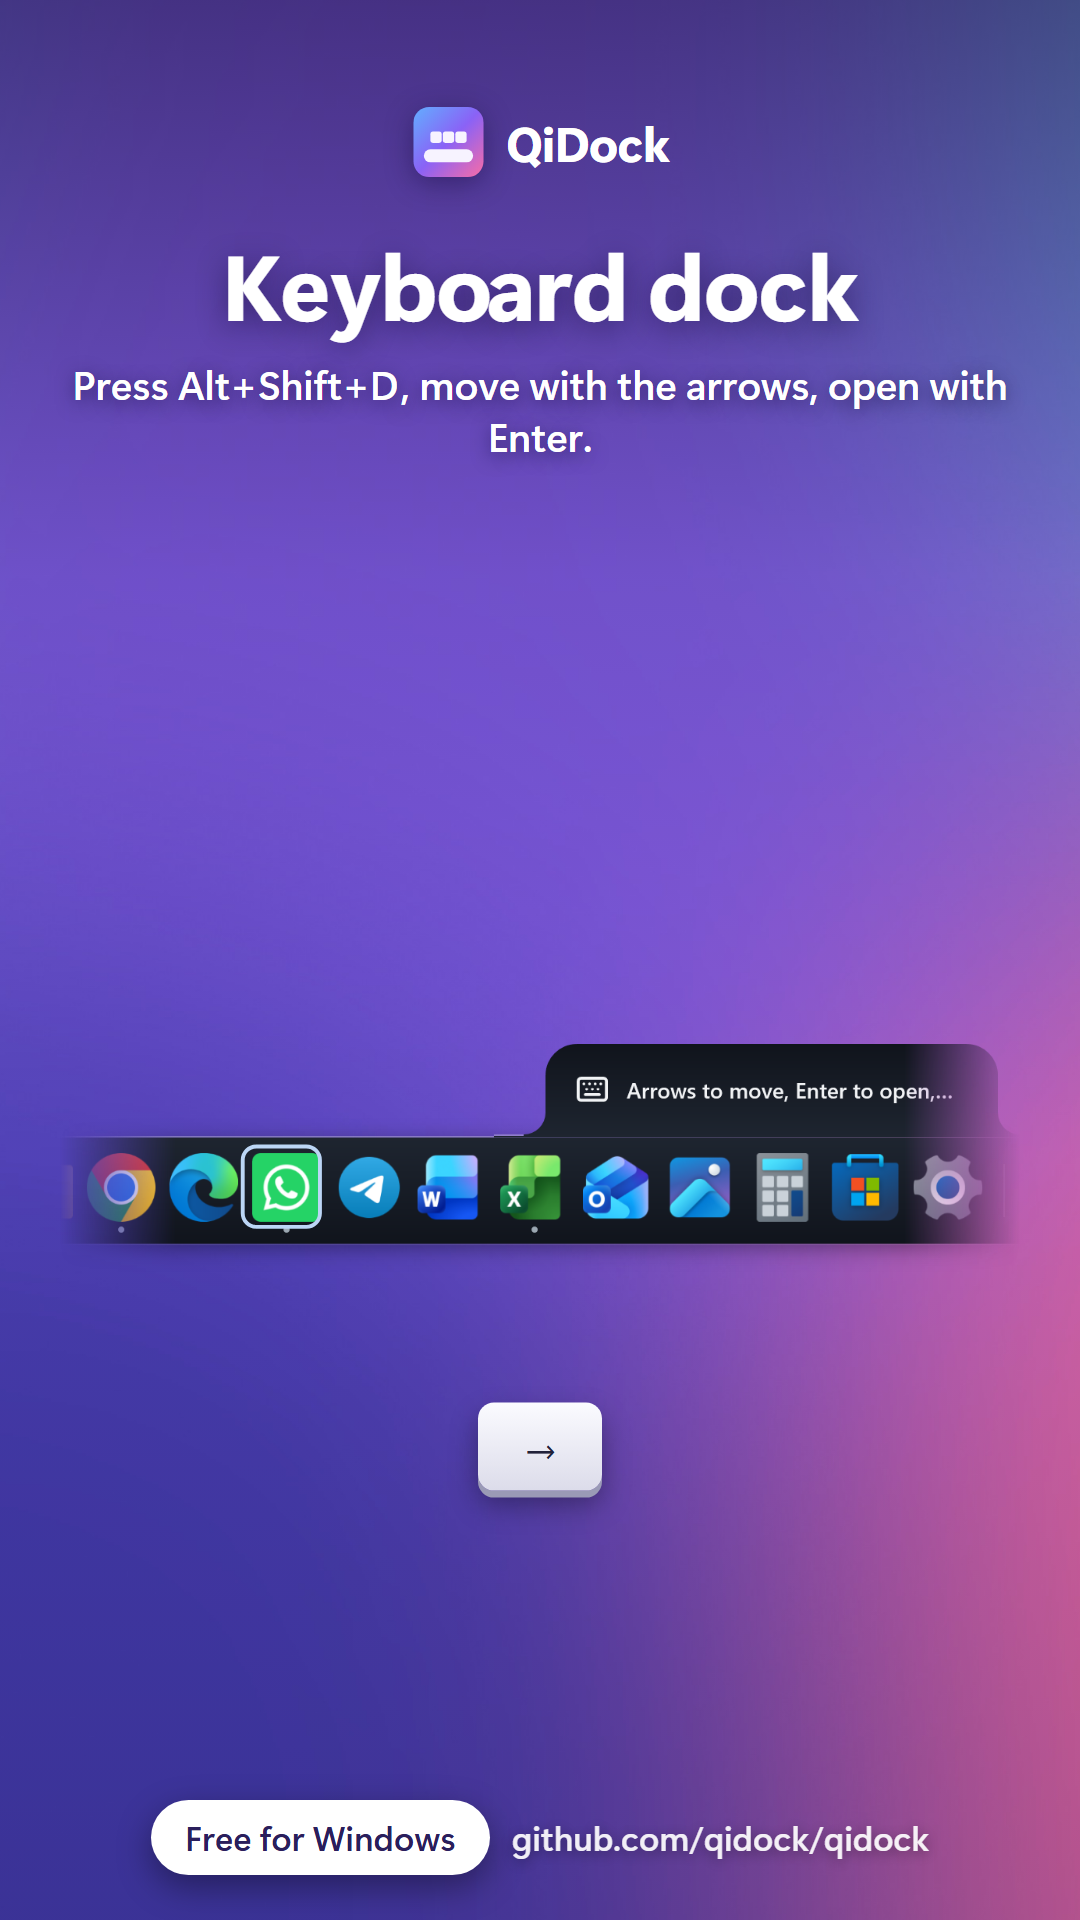 QiDock
Keyboard dock
Press Alt+Shift+D, move with the arrows, open with
Enter.
Arrows to move, Enter to open,...
W
X
O
→
Free for Windows
github.com/qidock/qidock